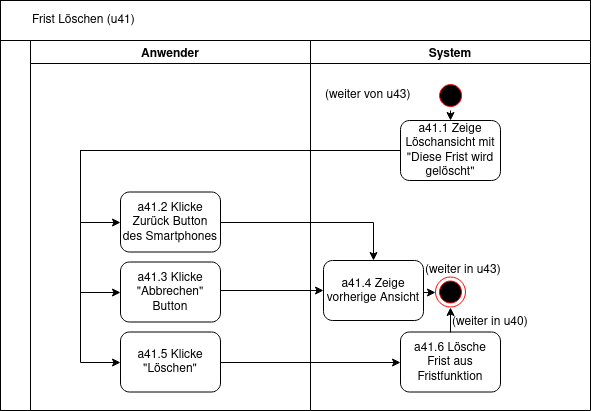 Frist Löschen (u41)
Anwender
System
(weiter von u43)
a41.1 Zeige
Löschansicht mit
"Diese Frist wird
gelöscht"
a41.2 Klicke
Zurück Button
des Smartphones
a41.3 Klicke
"Abbrechen"
Button
a41.4 Zeige
vorherige Ansicht
(weiter in u43)
(weiter in u40)
a41.5 Klicke
"Löschen"
a41.6 Lösche
Frist aus
Fristfunktion